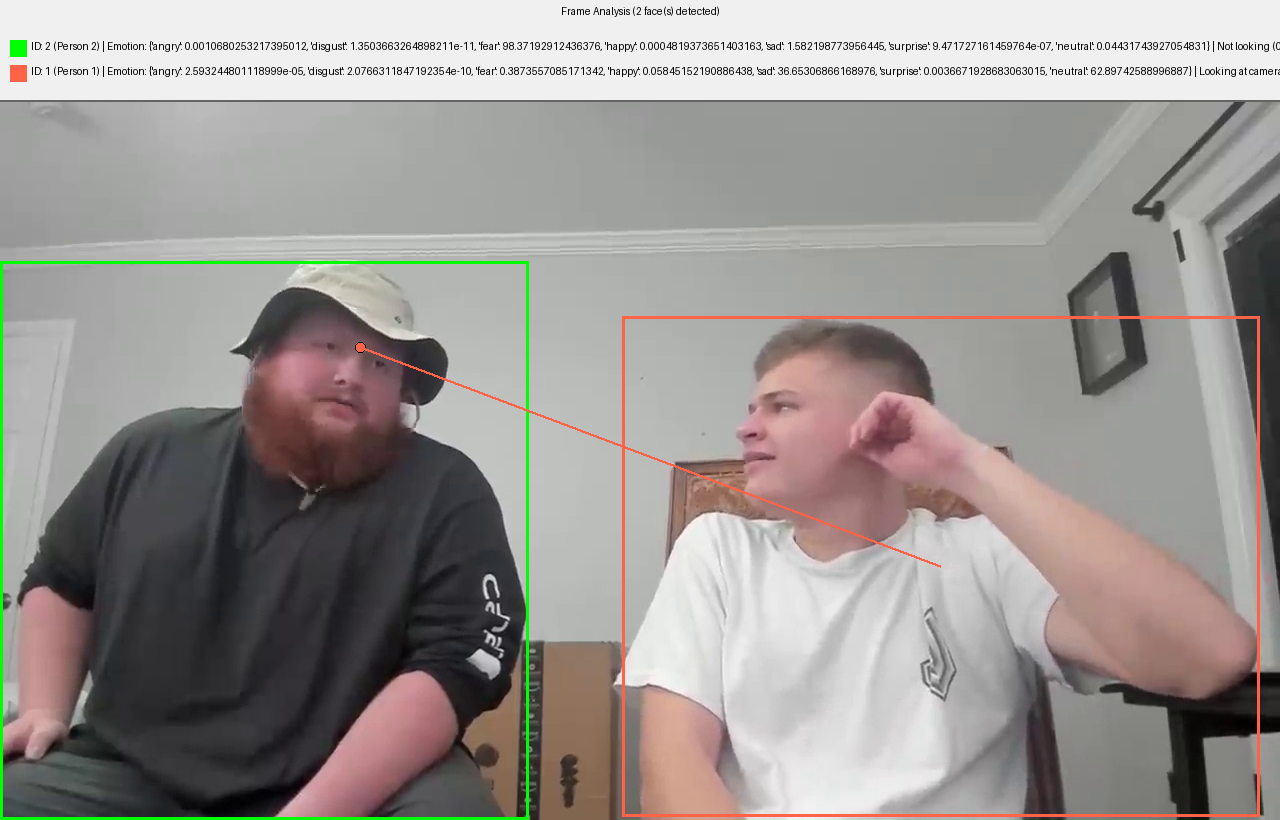 Frame Analysis (2 face(s) detected)
ID: 2 (Person 2) | Emotion: {'angry': 0.0010680253217395012, 'disgust': 1.3503663264898211e-11, 'fear': 98.37192912436376, 'happy': 0.0004819373651403163, 'sad': 1.582198773956445, 'surprise': 9.471727161459764e-07, 'neutral': 0.04431743927054831} | Not looking (0
ID: 1 (Person 1) | Emotion: {'angry': 2.593244801118999e-05, 'disgust': 2.0766311847192354e-10, 'fear': 0.3873557085171342, 'happy': 0.05845152190886438, 'sad': 36.65306866168976, 'surprise': 0.0036671928683063015, 'neutral': 62.89742588996887} | Looking at camera